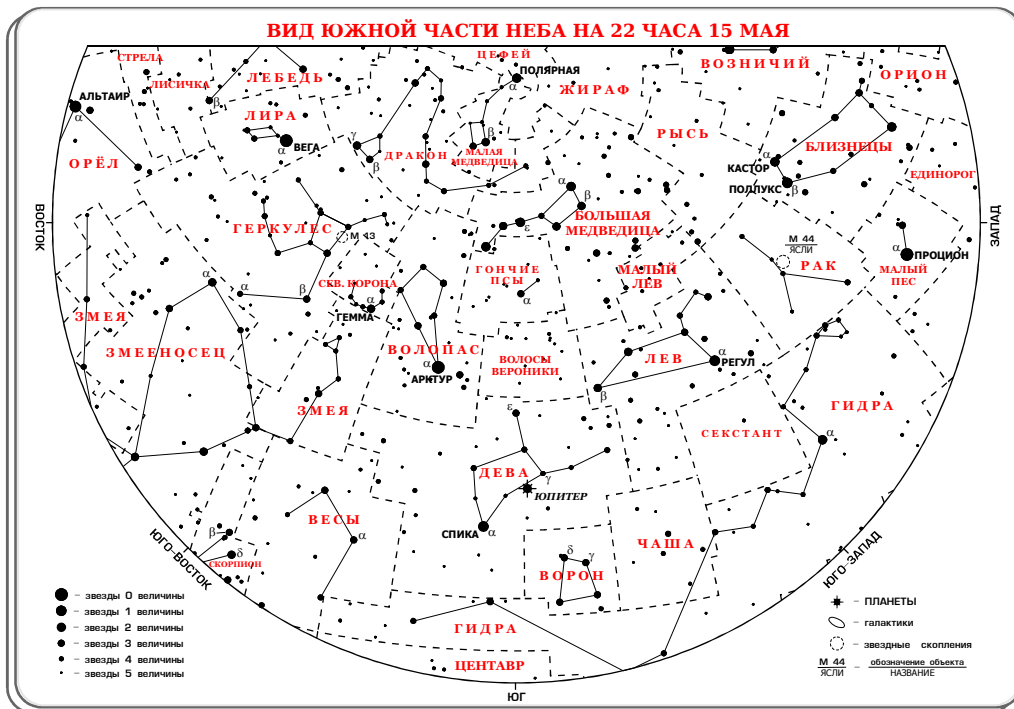 ВИД ЮЖНОЙ ЧАСТИ НЕБА НА 22 ЧАСА 15 МАЯ
СТРЕЛА
ЛИСИЧКА
ЛЕБЕДЬ
β
ЦЕФЕЙ
ПОЛЯРНАЯ
α
ЖИРАФ
ВОЗНИЧИЙ
ОРИОН
АЛЬТАИР
α
ЛИРА
α
ВЕГА
ОРЁЛ
γ
β
ДРАКОН
β
МАЛАЯ
МЕДВЕДИЦА
РЫСЬ
БЛИЗНЕЦЫ
α
КАСТОР
ПОЛЛУКС
β
ЕДИНОРОГ
ВОСТОК
ЗАПАД
ГЕРКУЛЕС
М 13
α
β
ε
БОЛЬШАЯ
МЕДВЕДИЦА
М 44
ЯСЛИ
РАК
α
ПРОЦИОН
МАЛЫЙ
ПЕС
ГОНЧИЕ
ПСЫ
α
МАЛЫЙ
ЛЕВ
α
α
β
СЕВ. КОРОНА
α
ГЕММА
ЗМЕЯ
ЗМЕЕНОСЕЦ
ВОЛОПАС
α
АРКТУР
ВОЛОСЫ
ВЕРОНИКИ
ЛЕВ
α
РЕГУЛ
β
ЗМЕЯ
ε
ГИДРА
СЕКСТАНТ
α
ДЕВА
γ
ЮПИТЕР
СПИКА
α
ВЕСЫ
α
β
δ
СКОРПИОН
ЧАША
δ
γ
ВОРОН
ЮГО-ВОСТОК
ЮГО-ЗАПАД
ГИДРА
ЦЕНТАВР
ЮГ
– звезды 0 величины
– звезды 1 величины
– звезды 2 величины
– звезды 3 величины
– звезды 4 величины
– звезды 5 величины
– ПЛАНЕТЫ
– галактики
– звездные скопления
М 44
ЯСЛИ
– обозначение объекта
НАЗВАНИЕ